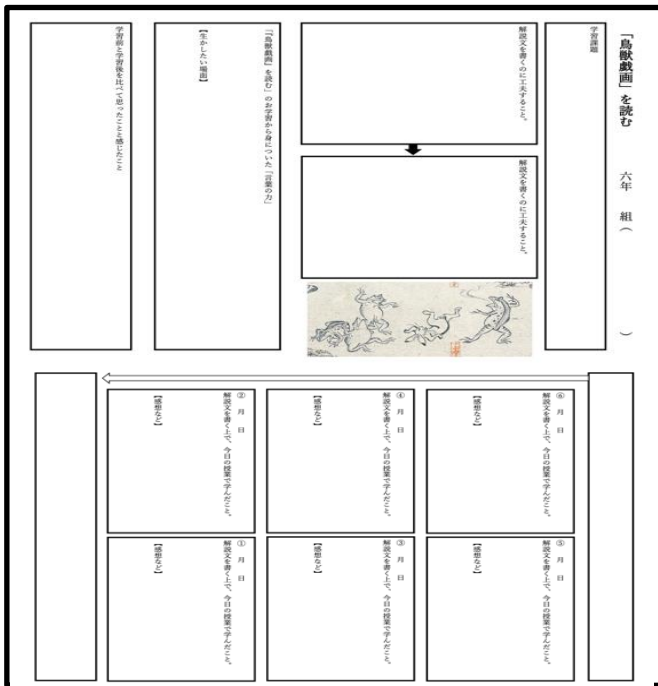 「鳥獣戯画」を読む　　六年　組（　　　　　　）
学習課題
解説文を書くのに工夫すること。
解説文を書くのに工夫すること。
「『鳥獣戯画』を読む」のお学習から身についた「言葉の力」
【生かしたい場面】
学習前と学習後を比べて思ったことと感じたこと
⑥　月　日
解説文を書く上で、今日の授業で学んだこと。
【感想など】
⑤　月　日
解説文を書く上で、今日の授業で学んだこと。
【感想など】
④　月　日
解説文を書く上で、今日の授業で学んだこと。
【感想など】
③　月　日
解説文を書く上で、今日の授業で学んだこと。
【感想など】
②　月　日
解説文を書く上で、今日の授業で学んだこと。
【感想など】
①　月　日
解説文を書く上で、今日の授業で学んだこと。
【感想など】